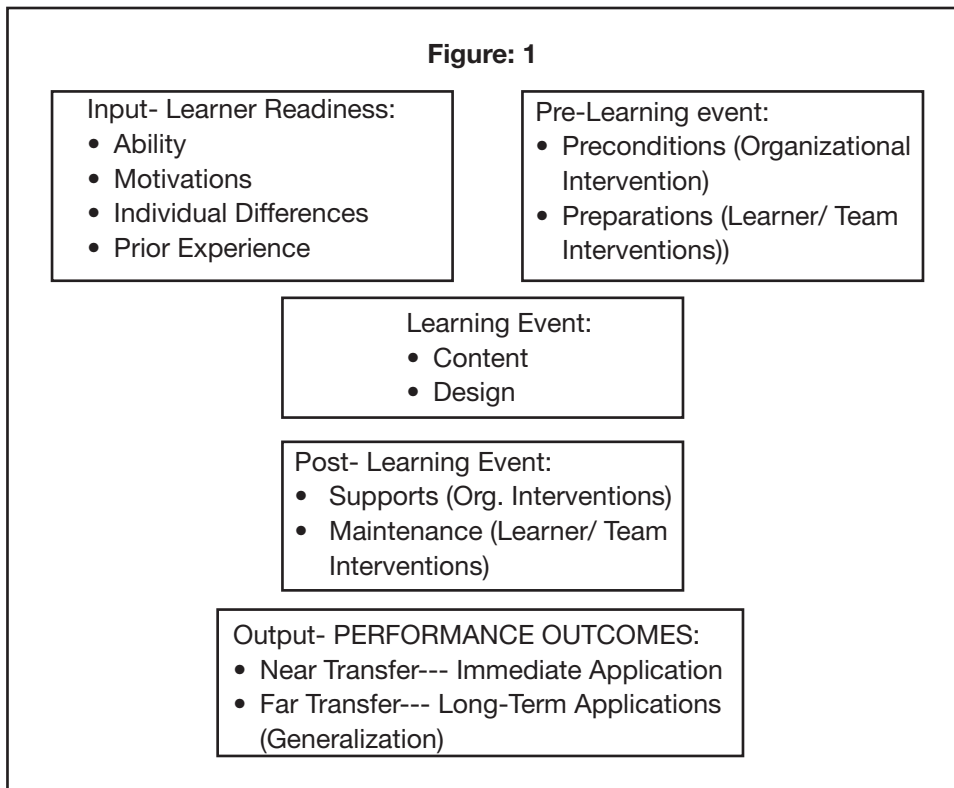 Figure: 1
Input- Learner Readiness:
• Ability
• Motivations
• Individual Differences
• Prior Experience
Pre-Learning event:
• Preconditions (Organizational
Intervention)
• Preparations (Learner/ Team
Interventions))
Learning Event:
• Content
• Design
Post- Learning Event:
• Supports (Org. Interventions)
• Maintenance (Learner/ Team
Interventions)
Output- PERFORMANCE OUTCOMES:
• Near Transfer--- Immediate Application
• Far Transfer--- Long-Term Applications
(Generalization)